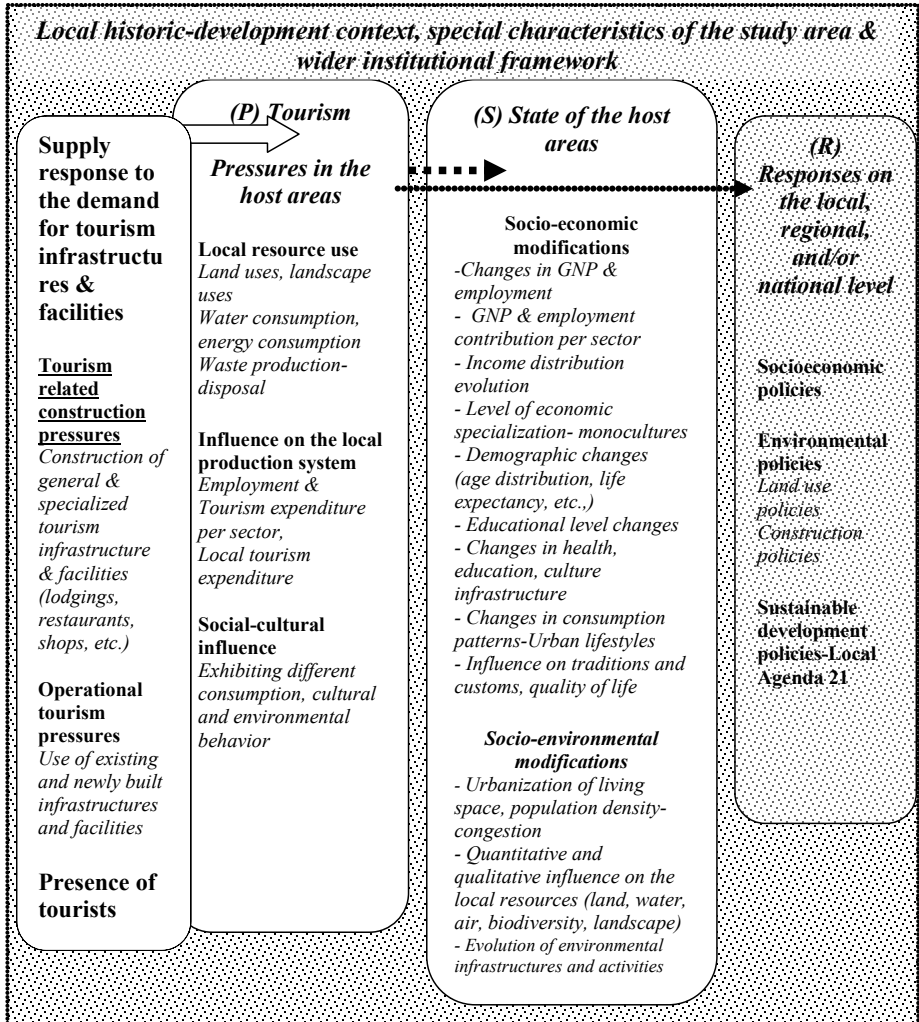 Local historic-development context, special characteristics of the study area &
wider institutional framework
Supply
response to
the demand
for tourism
infrastructu
res &
facilities
Tourism
related
construction
pressures
Construction of
general &
specialized
tourism
infrastructure
& facilities
(lodgings,
restaurants,
shops, etc.)
Operational
tourism
pressures
Use of existing
and newly built
infrastructures
and facilities
Presence of
tourists
(P) Tourism
Pressures in the
host areas
Local resource use
Land uses, landscape
uses
Water consumption,
energy consumption
Waste production-
disposal
Influence on the local
production system
Employment &
Tourism expenditure
per sector,
Local tourism
expenditure
Social-cultural
influence
Exhibiting different
consumption, cultural
and environmental
behavior
(S) State of the host
areas
Socio-economic
modifications
-Changes in GNP &
employment
- GNP & employment
contribution per sector
- Income distribution
evolution
- Level of economic
specialization- monocultures
- Demographic changes
(age distribution, life
expectancy, etc.,)
- Educational level changes
- Changes in health,
education, culture
infrastructure
- Changes in consumption
patterns-Urban lifestyles
- Influence on traditions and
customs, quality of life
Socio-environmental
modifications
- Urbanization of living
space, population density-
congestion
- Quantitative and
qualitative influence on the
local resources (land, water,
air, biodiversity, landscape)
- Evolution of environmental
infrastructures and activities
(R)
Responses on
the local,
regional,
and/or
national level
Socioeconomic
policies
Environmental
policies
Land use
policies
Construction
policies
Sustainable
development
policies-Local
Agenda 21